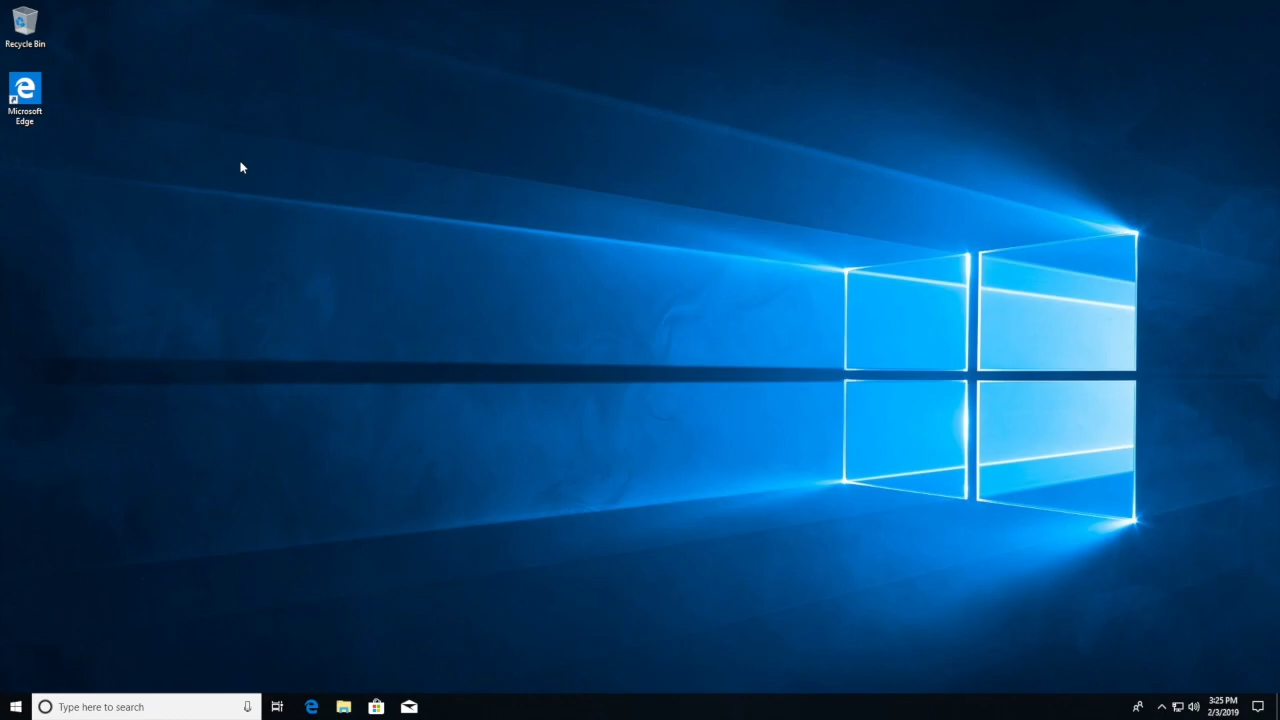 Recycle Bin
Microsoft
Edge
Type here to search
3:25 PM
2/3/2019